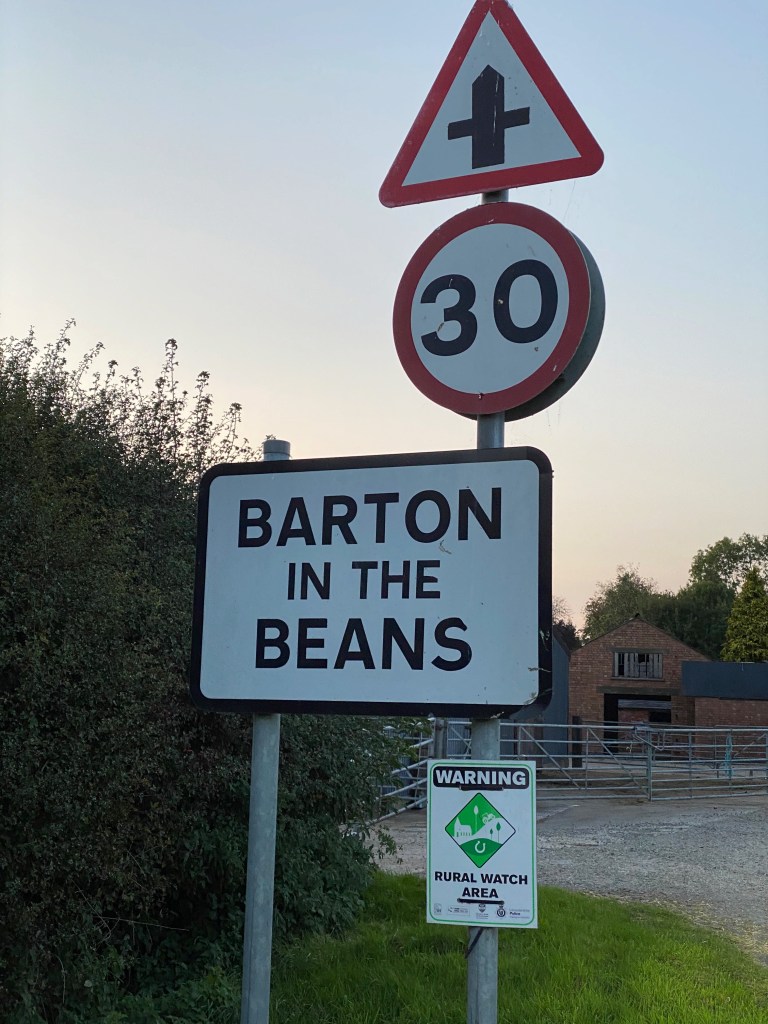 30
BARTON
IN THE
BEANS
WARNING
RURAL WATCH
AREA